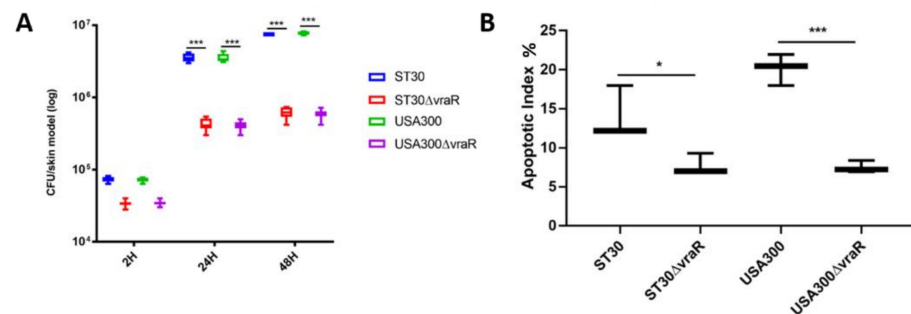 A
CFU/skin model (log)
10⁷
10⁶
10⁵
10⁴
*** ***
*** ***
2H
24H
48H
ST30
ST30ΔvraR
USA300
USA300ΔvraR
B
Apoptotic Index %
25
20
15
10
5
0
*
***
ST30
ST30ΔvraR
USA300
USA300ΔvraR